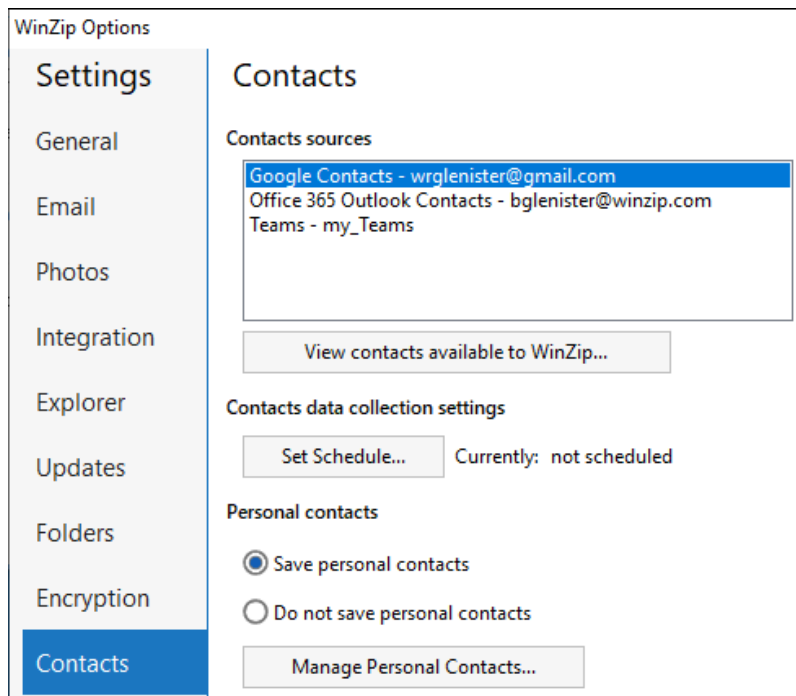 WinZip Options
Settings
General
Email
Photos
Integration
Explorer
Updates
Folders
Encryption
Contacts
Contacts
Contacts sources
Google Contacts - wrglenister@gmail.com
Office 365 Outlook Contacts - bglenister@winzip.com
Teams - my_Teams
View contacts available to WinZip...
Contacts data collection settings
Set Schedule... Currently: not scheduled
Personal contacts
Save personal contacts
Do not save personal contacts
Manage Personal Contacts...